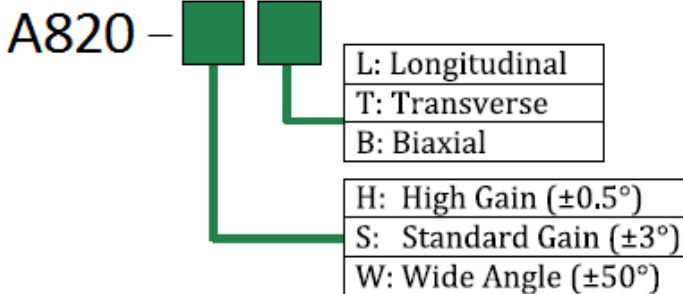 A820 –
L: Longitudinal
T: Transverse
B: Biaxial
H: High Gain (±0.5°)
S: Standard Gain (±3°)
W: Wide Angle (±50°)